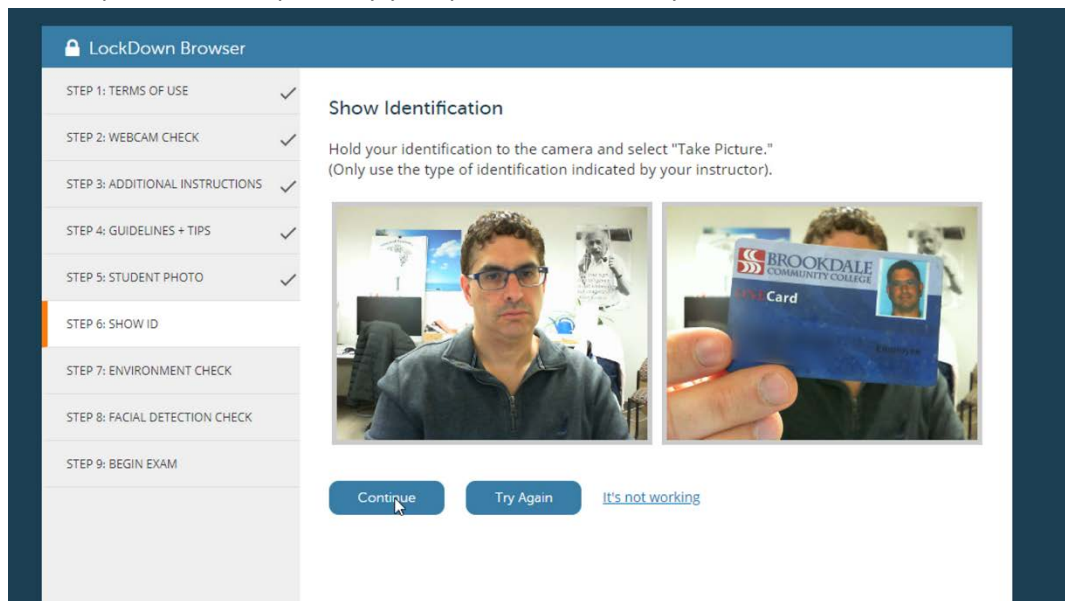 LockDown Browser
STEP 1: TERMS OF USE
STEP 2: WEBCAM CHECK
STEP 3: ADDITIONAL INSTRUCTIONS
STEP 4: GUIDELINES + TIPS
STEP 5: STUDENT PHOTO
STEP 6: SHOW ID
STEP 7: ENVIRONMENT CHECK
STEP 8: FACIAL DETECTION CHECK
STEP 9: BEGIN EXAM
Show Identification
Hold your identification to the camera and select "Take Picture."
(Only use the type of identification indicated by your instructor).
BROOKDALE
COMMUNITY COLLEGE
Card
Continue
Try Again
It's not working